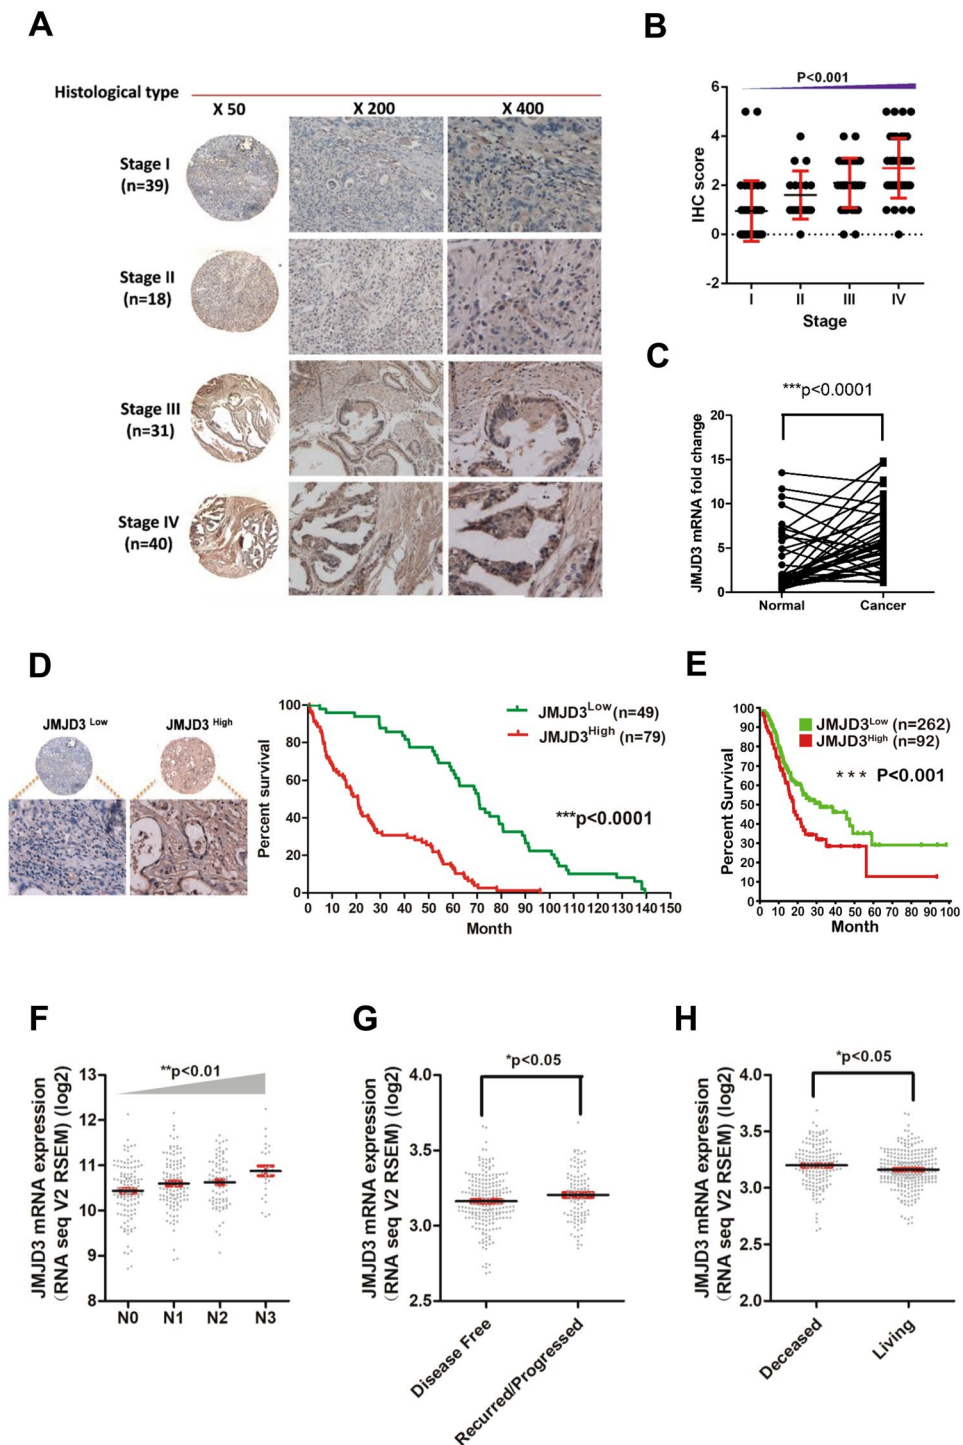 A
Histological type
X 50
X 200
X 400
Stage I
(n=39)
Stage II
(n=18)
Stage III
(n=31)
Stage IV
(n=40)
B
P<0.001
IHC score
6
4
2
0
-2
I II III IV
Stage
C
***p<0.0001
JMJD3 mRNA fold change
20
15
10
5
0
Normal
Cancer
D
JMJD3 Low
JMJD3 High
Percent survival
100
80
60
40
20
0
JMJD3Low(n=49)
JMJD3High (n=79)
***p<0.0001
0 10 20 30 40 50 60 70 80 90 100 110 120 130 140 150
Month
E
Percent Survival
100
90
80
70
60
50
40
30
20
10
0
JMJD3Low (n=262)
JMJD3High (n=92)
*** P<0.001
0 10 20 30 40 50 60 70 80 90 100
Month
F
**p<0.01
JMJD3 mRNA expression
(RNA seq V2 RSEM) (log2)
13
12
11
10
9
8
N0 N1 N2 N3
G
*p<0.05
JMJD3 mRNA expression
(RNA seq V2 RSEM) (log2)
4.0
3.5
3.0
2.5
Disease Free
Recurred/Progressed
H
*p<0.05
JMJD3 mRNA expression
(RNA seq V2 RSEM) (log2)
4.0
3.5
3.0
2.5
2.0
Deceased
Living